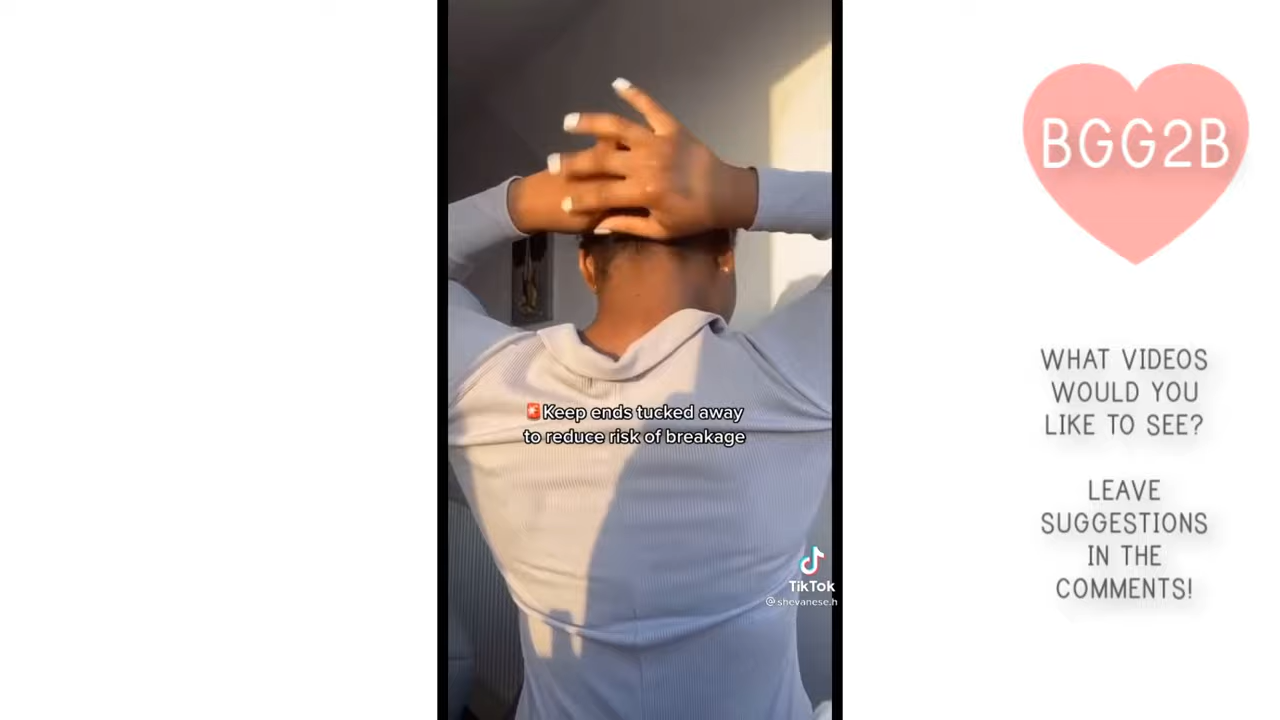 🚨Keep ends tucked away
to reduce risk of breakage
TikTok
@.shevanese.h
BGG2B
WHAT VIDEOS
WOULD YOU
LIKE TO SEE?
LEAVE
SUGGESTIONS
IN THE
COMMENTS!